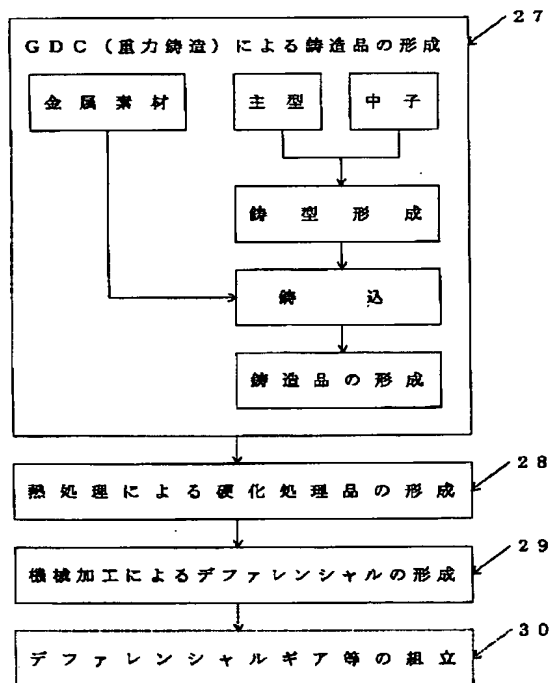 27
GDC(重力鋳造)による鋳造品の形成
金属素材
主型
中子
鋳型形成
鋳込
鋳造品の形成
28
熱処理による硬化処理品の形成
29
機械加工によるデファレンシャルの形成
30
デファレンシャルギア等の組立